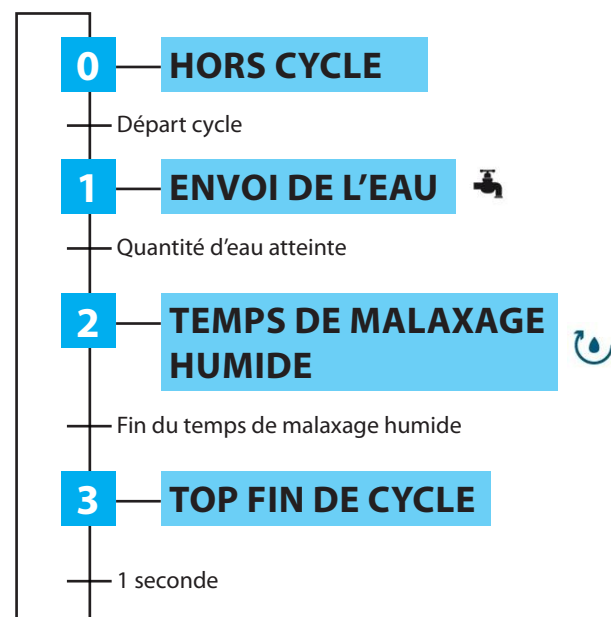 0 HORS CYCLE
Départ cycle
1 ENVOI DE L'EAU
Quantité d'eau atteinte
2 TEMPS DE MALAXAGE
HUMIDE
Fin du temps de malaxage humide
3 TOP FIN DE CYCLE
1 seconde